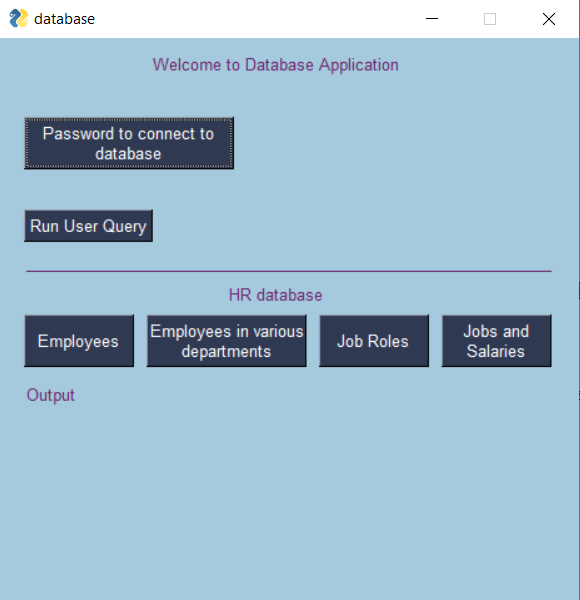 database
Welcome to Database Application
Password to connect to
database
Run User Query
HR database
Employees
Employees in various
departments
Job Roles
Jobs and
Salaries
Output